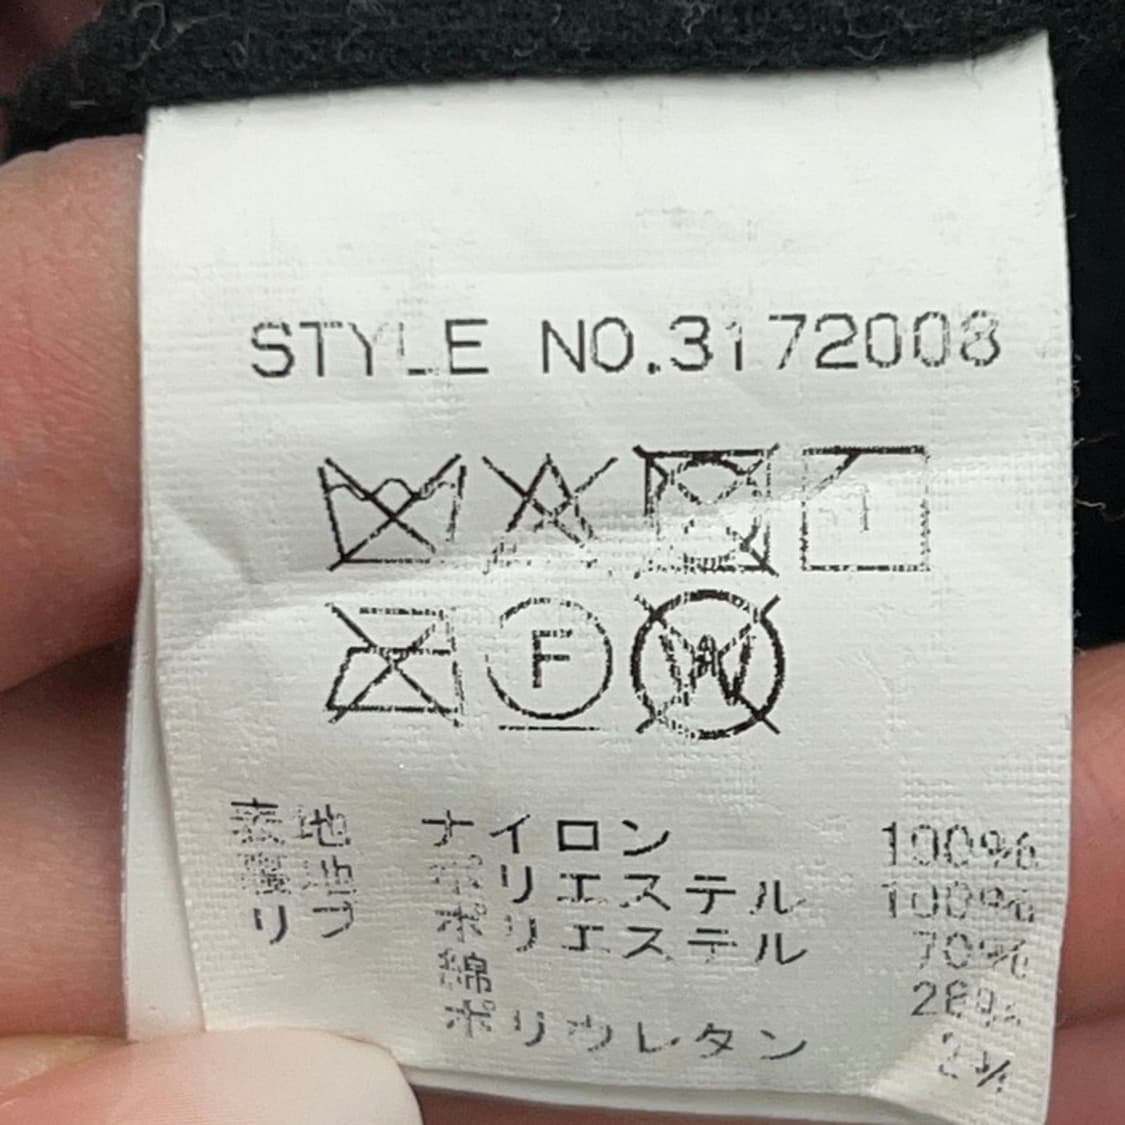 STYLE NO.3172008
F
W
表地 ナイロン 100%
裏地 ポリエステル 100%
リブ ポリエステル 70%
綿 28%
ポリウレタン 2%